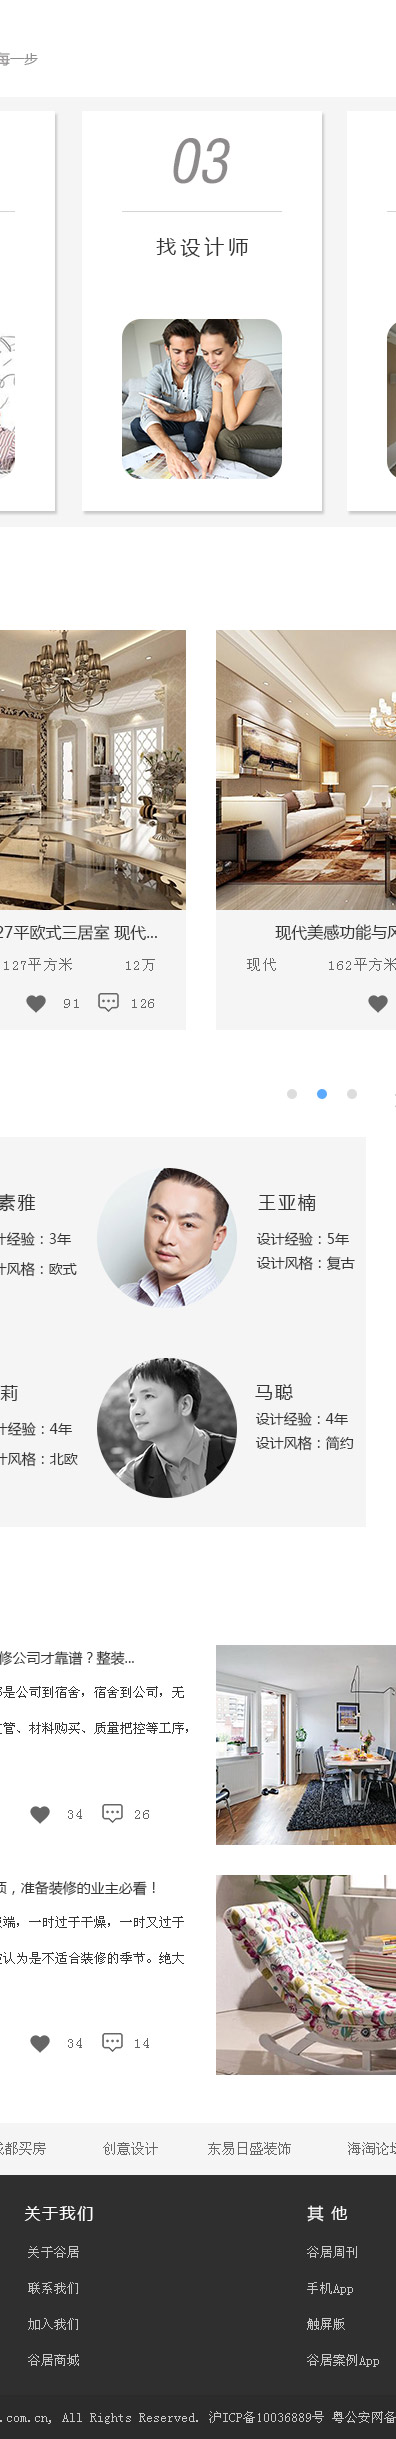 一步
03
找设计师
27平欧式三居室 现代...
现代美感功能与风
127平方米 12万
现代 162平方米
91 126
素雅
王亚楠
计经验：3年
设计经验：5年
计风格：欧式
设计风格：复古
莉
马聪
计经验：4年
设计经验：4年
计风格：北欧
设计风格：简约
修公司才靠谱？整装...
是公司到宿舍，宿舍到公司，无
管、材料购买、质量把控等工序，
34 26
，准备装修的业主必看！
端，一时过于干燥，一时又过于
认为是不适合装修的季节。绝大
34 14
都买房 创意设计 东易日盛装饰 海淘论坛
关于我们
其 他
关于谷居
谷居周刊
联系我们
手机App
加入我们
触屏版
谷居商城
谷居案例App
.com.cn, All Rights Reserved. 沪ICP备10036889号 粤公安网备